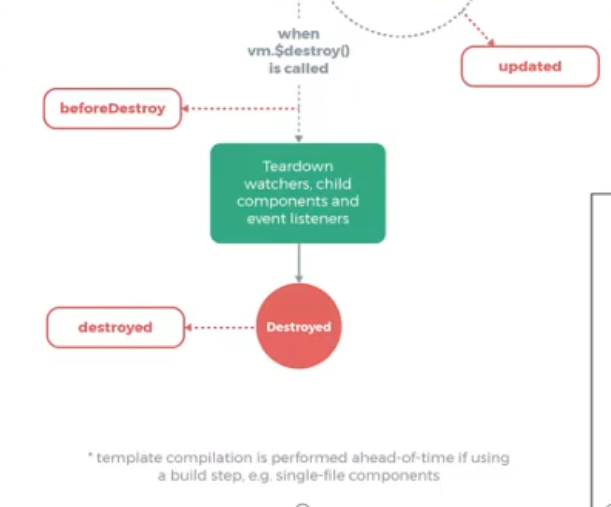 when
vm.$destroy()
is called
updated
beforeDestroy
Teardown
watchers, child
components and
event listeners
destroyed
Destroyed
* template compilation is performed ahead-of-time if using
a build step, e.g. single-file components